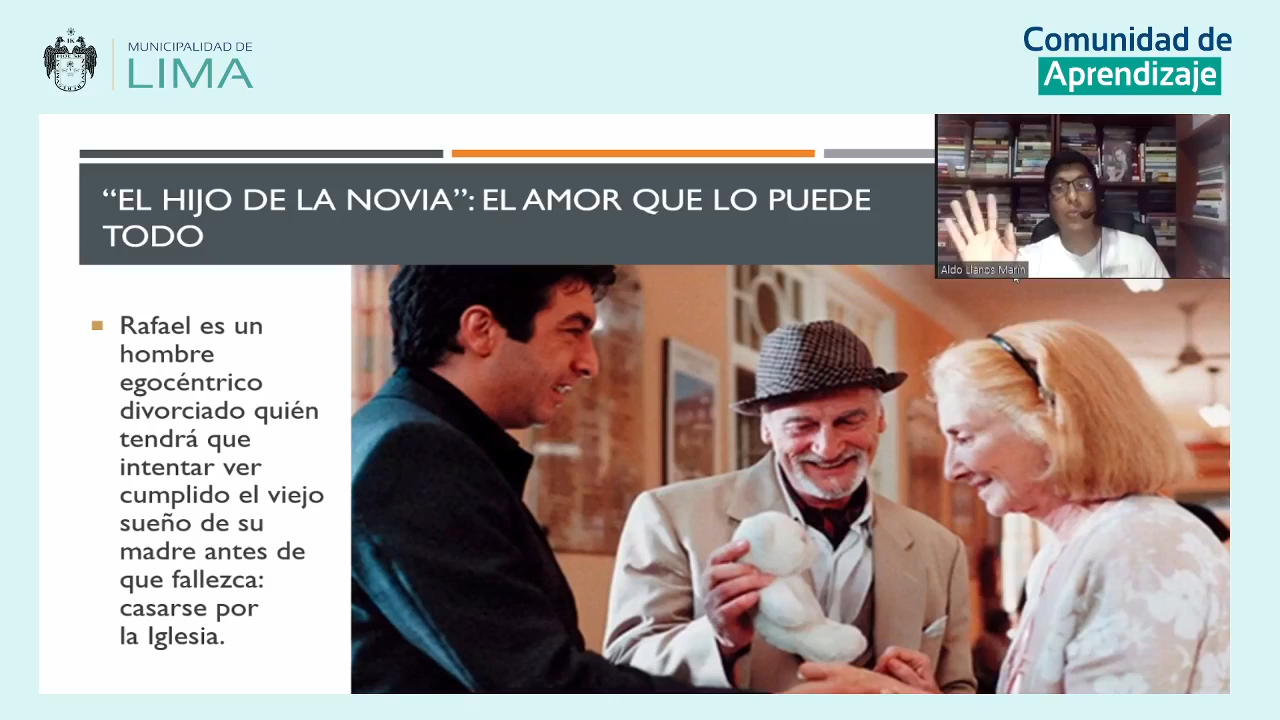 MUNICIPALIDAD DE
LIMA
Comunidad de
Aprendizaje
“EL HIJO DE LA NOVIA”: EL AMOR QUE LO PUEDE
TODO
Aldo Llanos Marín
Rafael es un
hombre
egocéntrico
divorciado quién
tendrá que
intentar ver
cumplido el viejo
sueño de su
madre antes de
que fallezca:
casarse por
la Iglesia.